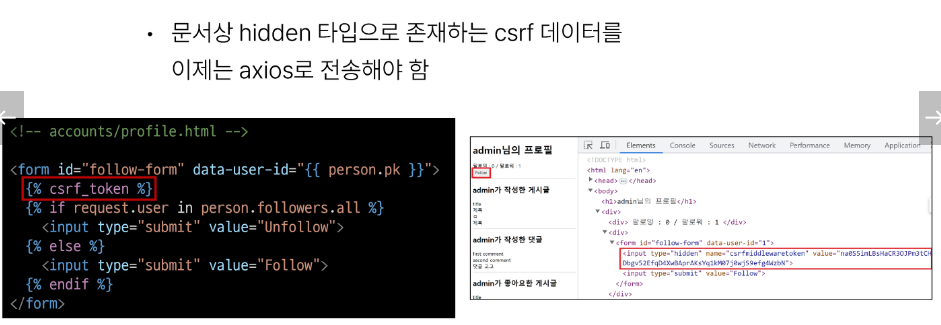 • 문서상 hidden 타입으로 존재하는 csrf 데이터를
이제는 axios로 전송해야 함
<!-- accounts/profile.html -->
<form id="follow-form" data-user-id="{{ person.pk }}">
{% csrf_token %}
{% if request.user in person.followers.all %}
<input type="submit" value="Unfollow">
{% else %}
<input type="submit" value="Follow">
{% endif %}
</form>
admin님의 프로필
팔로잉 : 0 / 팔로워 : 1
Follow
admin가 작성한 게시글
title
제목
제목
admin가 작성한 댓글
first comment
second comment
댓글
admin가 좋아요한 게시글
title
Elements Console Sources Network Performance Memory Application
<!DOCTYPE html>
<html lang="en">
<head>
<body>
<h1>admin님의 프로필</h1>
<div>
<div> 팔로잉 : 0 / 팔로워 : 1 </div>
<div>
<form id="follow-form" data-user-id="1">
<input type="hidden" name="csrfmiddlewaretoken" value=
<input type="submit" value="Follow">
</form>
</div>